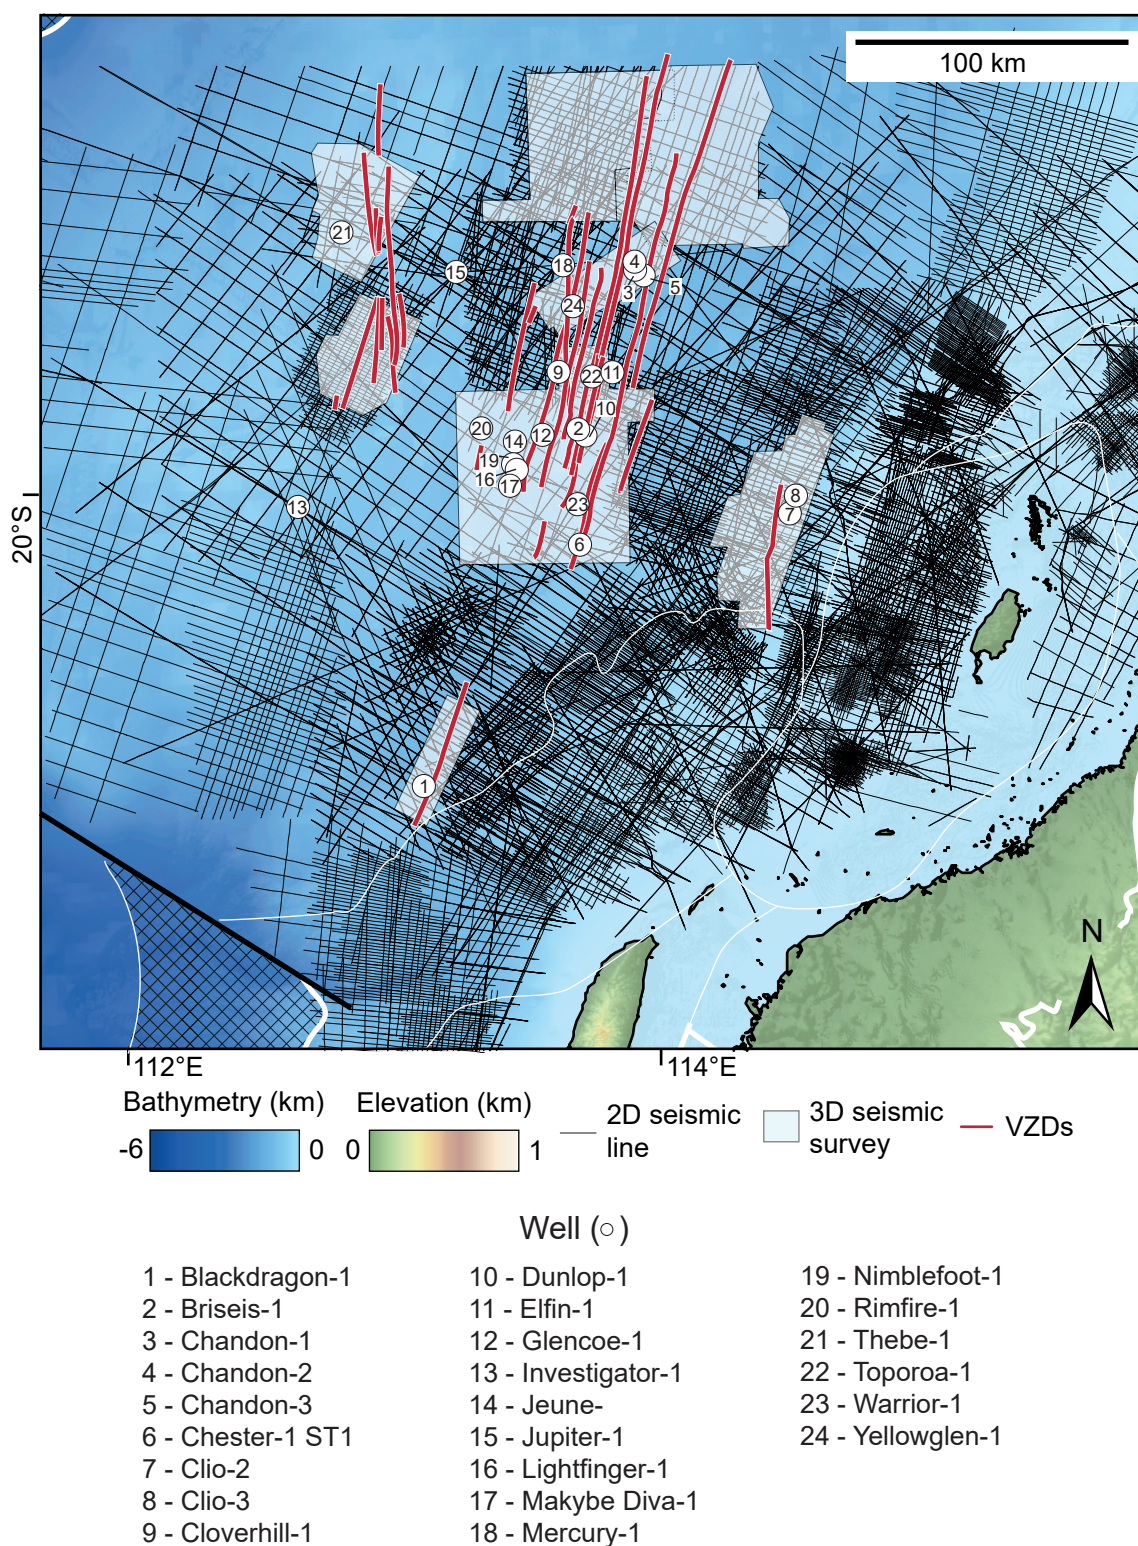 100 km
21
15
18
4
3
5
24
9
22
11
10
20
14
12
2
19
16
17
23
8
7
13
6
1
20°S
N
112°E
114°E
Bathymetry (km)
-6
0
Elevation (km)
0
1
2D seismic
line
3D seismic
survey
VZDs
Well (○)
1 - Blackdragon-1
2 - Briseis-1
3 - Chandon-1
4 - Chandon-2
5 - Chandon-3
6 - Chester-1 ST1
7 - Clio-2
8 - Clio-3
9 - Cloverhill-1
10 - Dunlop-1
11 - Elfin-1
12 - Glencoe-1
13 - Investigator-1
14 - Jeune-
15 - Jupiter-1
16 - Lightfinger-1
17 - Makybe Diva-1
18 - Mercury-1
19 - Nimblefoot-1
20 - Rimfire-1
21 - Thebe-1
22 - Toporoa-1
23 - Warrior-1
24 - Yellowglen-1